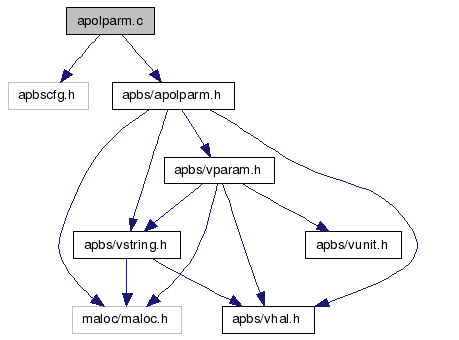 apolparm.c
apbscfg.h
apbs/apolparm.h
apbs/vparam.h
apbs/vstring.h
apbs/vunit.h
maloc/maloc.h
apbs/vhal.h